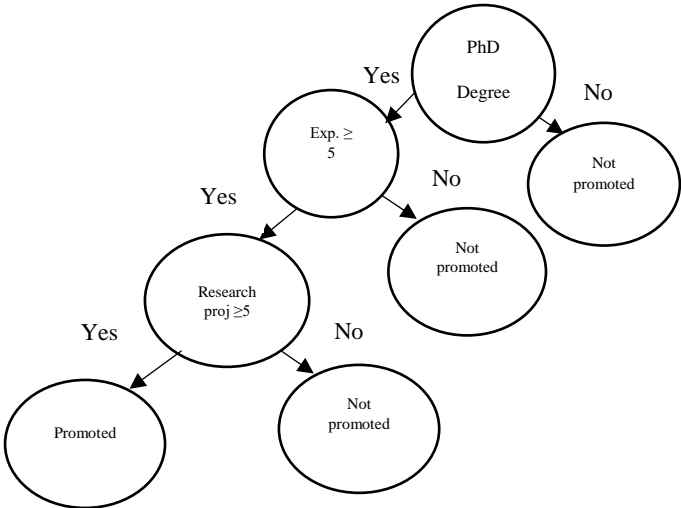 PhD
Degree
Yes
No
Exp. ≥
5
Not
promoted
Yes
No
Research
proj ≥5
Not
promoted
Yes
No
Promoted
Not
promoted